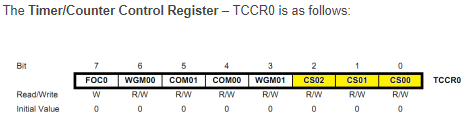 The Timer/Counter Control Register – TCCR0 is as follows:
Bit 7 6 5 4 3 2 1 0
FOC0 WGM00 COM01 COM00 WGM01 CS02 CS01 CS00 TCCR0
Read/Write W R/W R/W R/W R/W R/W R/W R/W
Initial Value 0 0 0 0 0 0 0 0